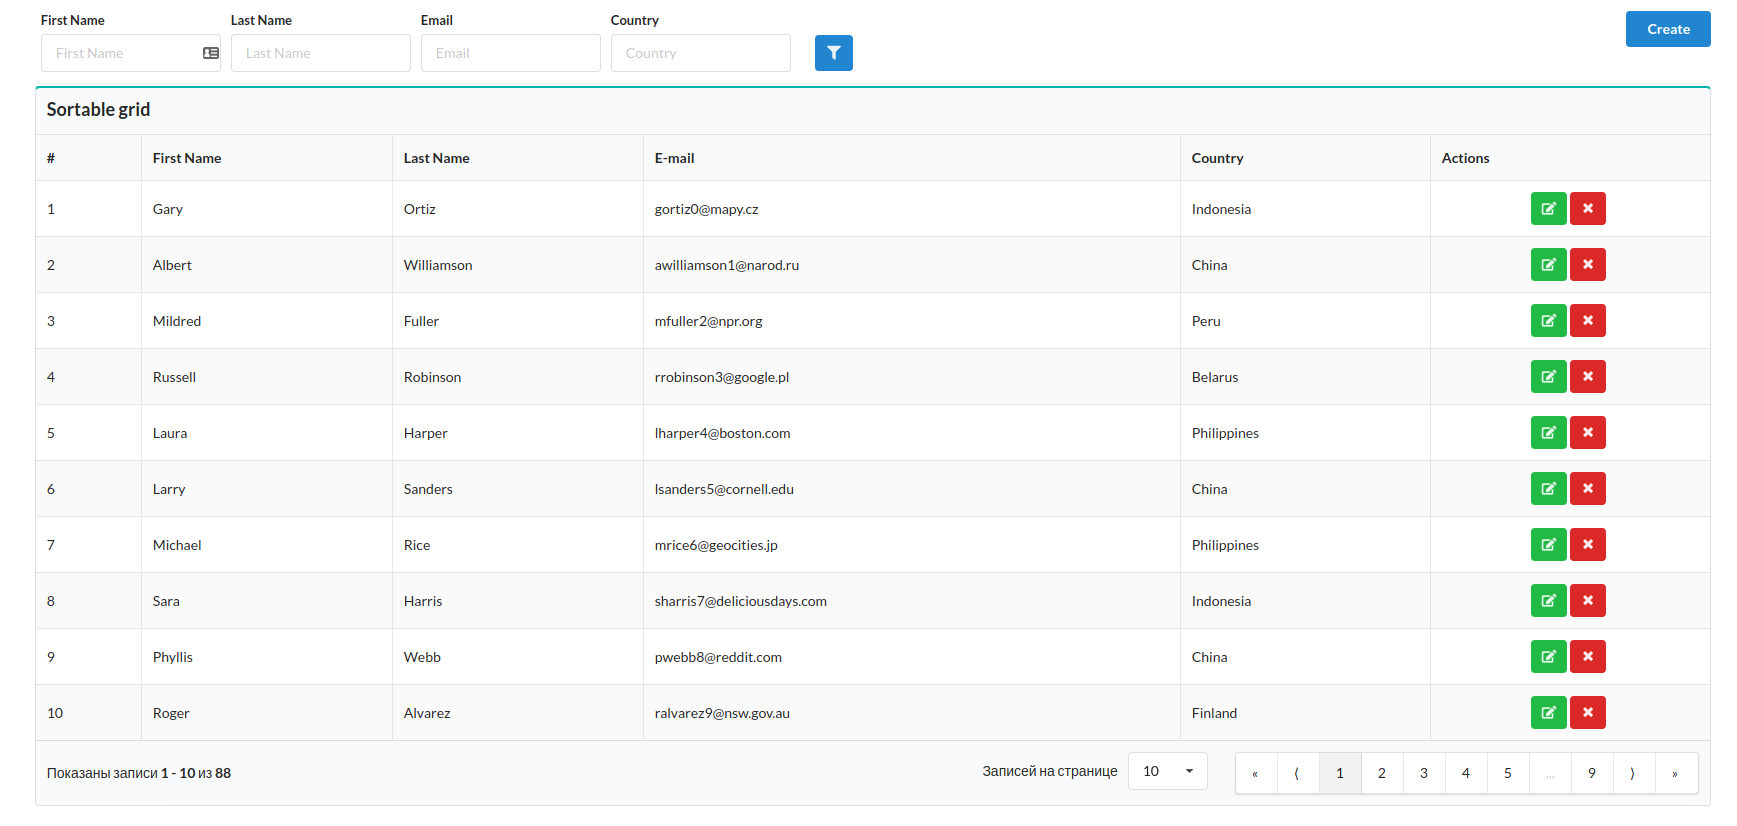 First Name Last Name Email Country
First Name Last Name Email Country Create
Sortable grid
# First Name Last Name E-mail Country Actions
1 Gary Ortiz gortiz0@mapy.cz Indonesia
2 Albert Williamson awilliamson1@narod.ru China
3 Mildred Fuller mfuller2@npr.org Peru
4 Russell Robinson rrobinson3@google.pl Belarus
5 Laura Harper lharper4@boston.com Philippines
6 Larry Sanders lsanders5@cornell.edu China
7 Michael Rice mrice6@geocities.jp Philippines
8 Sara Harris sharris7@deliciousdays.com Indonesia
9 Phyllis Webb pwebb8@reddit.com China
10 Roger Alvarez ralvarez9@nsw.gov.au Finland
Показаны записи 1 - 10 из 88 Записей на странице 10 « ⟨ 1 2 3 4 5 ... 9 ⟩ »